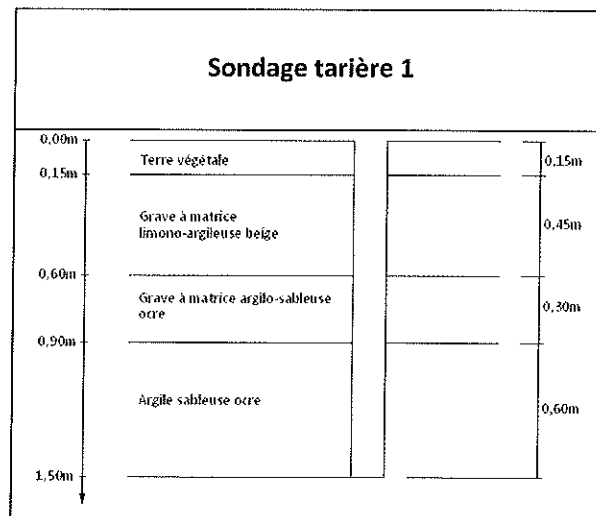 Sondage tarière 1
0,00m
Terre végétale
0,15m
0,15m
Grave à matrice
limono-argileuse beige
0,45m
0,60m
Grave à matrice argilo-sableuse
ocre
0,30m
0,90m
Argile sableuse ocre
0,60m
1,50m